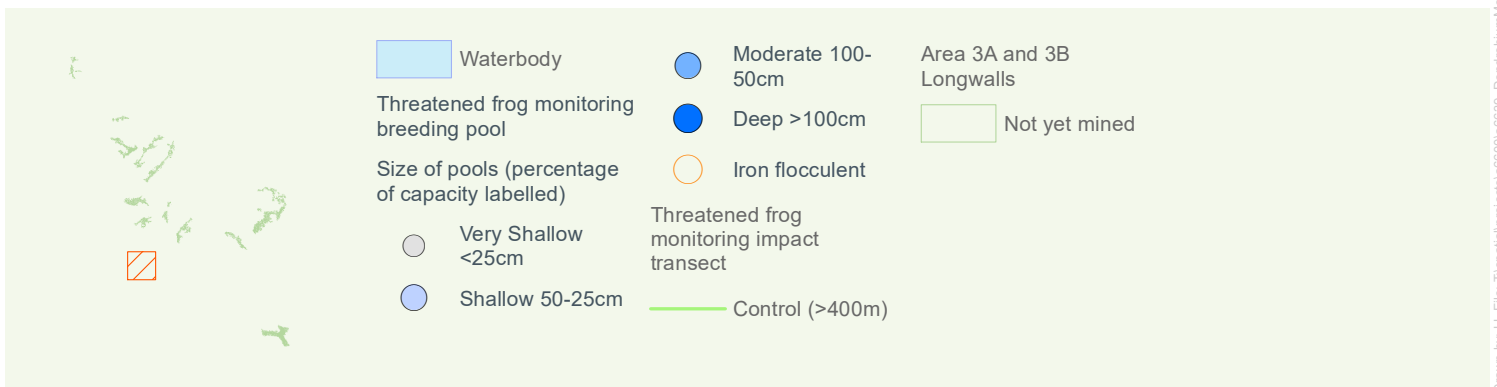 Waterbody
Threatened frog monitoring
breeding pool
Size of pools (percentage
of capacity labelled)
Very Shallow
<25cm
Shallow 50-25cm
Moderate 100-
50cm
Deep >100cm
Iron flocculent
Threatened frog
monitoring impact
transect
Control (>400m)
Area 3A and 3B
Longwalls
Not yet mined